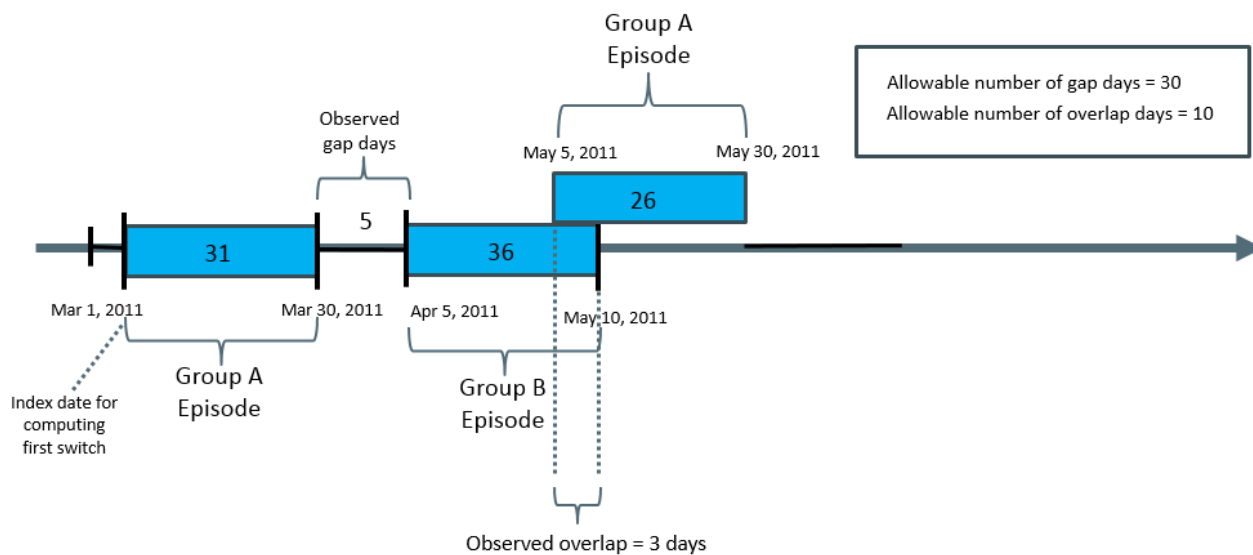 Group A
Episode
Allowable number of gap days = 30
Allowable number of overlap days = 10
Observed
gap days
May 5, 2011
May 30, 2011
26
5
31
36
Mar 1, 2011
Mar 30, 2011
Apr 5, 2011
May 10, 2011
Group A
Episode
Group B
Episode
Index date for
computing
first switch
Observed overlap = 3 days